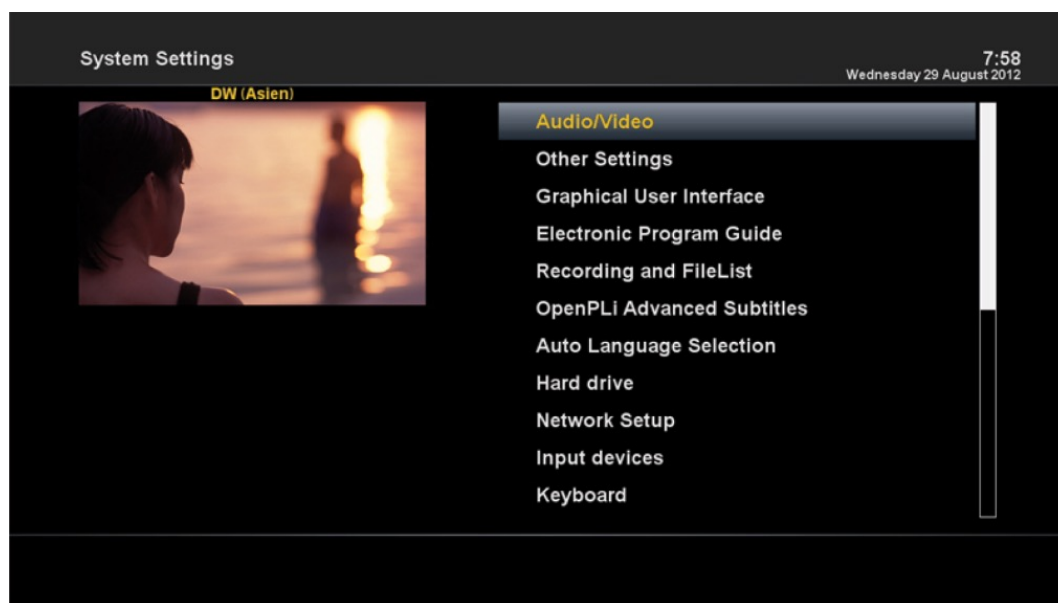 System Settings
7:58
Wednesday 29 August 2012
DW (Asien)
Audio/Video
Other Settings
Graphical User Interface
Electronic Program Guide
Recording and FileList
OpenPLi Advanced Subtitles
Auto Language Selection
Hard drive
Network Setup
Input devices
Keyboard